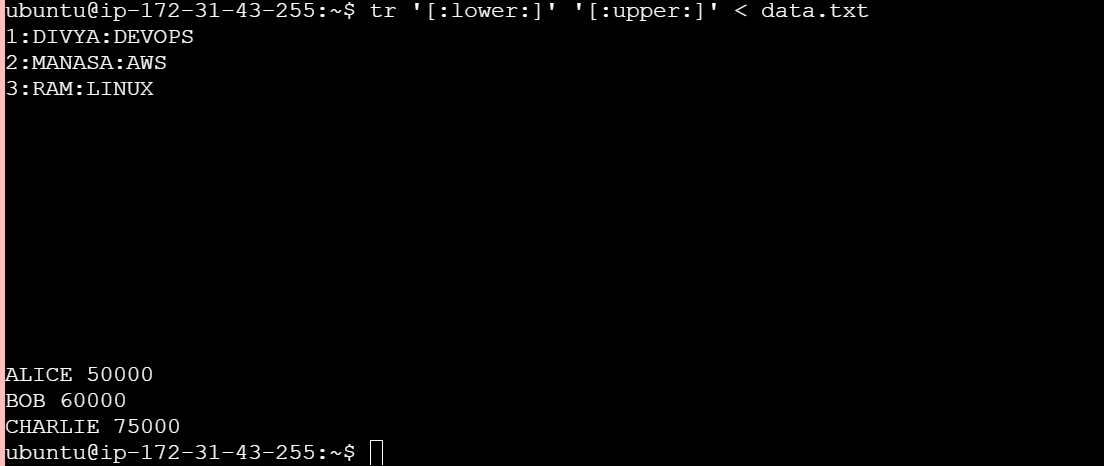 ubuntu@ip-172-31-43-255:~$ tr '[:lower:]' '[:upper:]' < data.txt
1:DIVYA:DEVOPS
2:MANASA:AWS
3:RAM:LINUX
ALICE 50000
BOB 60000
CHARLIE 75000
ubuntu@ip-172-31-43-255:~$